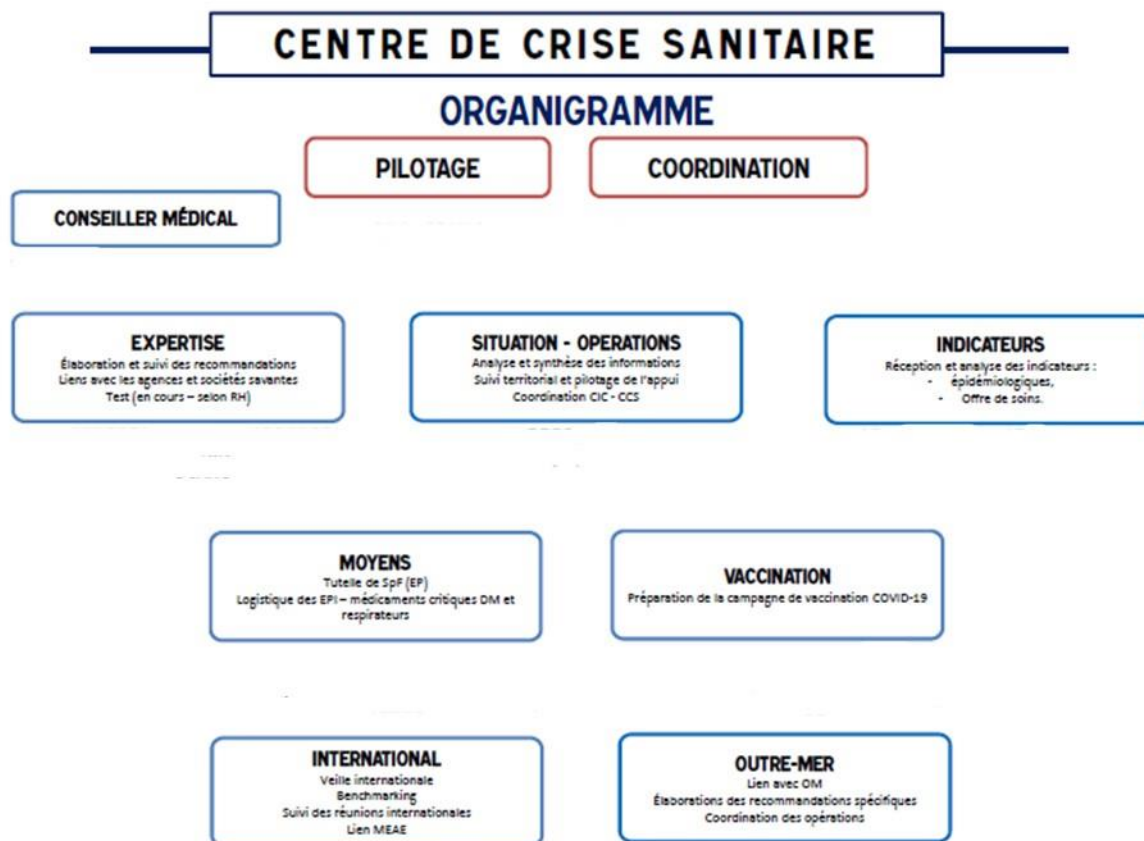 CENTRE DE CRISE SANITAIRE
ORGANIGRAMME
PILOTAGE
COORDINATION
CONSEILLER MÉDICAL
EXPERTISE
Élaboration et suivi des recommandations
Liens avec les agences et sociétés savantes
Test (en cours – selon RH)
SITUATION - OPERATIONS
Analyse et synthèse des informations
Suivi territorial et pilotage de l'appui
Coordination CIC - CCS
INDICATEURS
Réception et analyse des indicateurs :
- épidémiologiques,
- Offre de soins.
MOYENS
Tutelle de SpF (EP)
Logistique des EPI – médicaments critiques DM et
respirateurs
VACCINATION
Préparation de la campagne de vaccination COVID-19
INTERNATIONAL
Veille internationale
Benchmarking
Suivi des réunions internationales
Lien MEAE
OUTRE-MER
Lien avec OM
Élaborations des recommandations spécifiques
Coordination des opérations